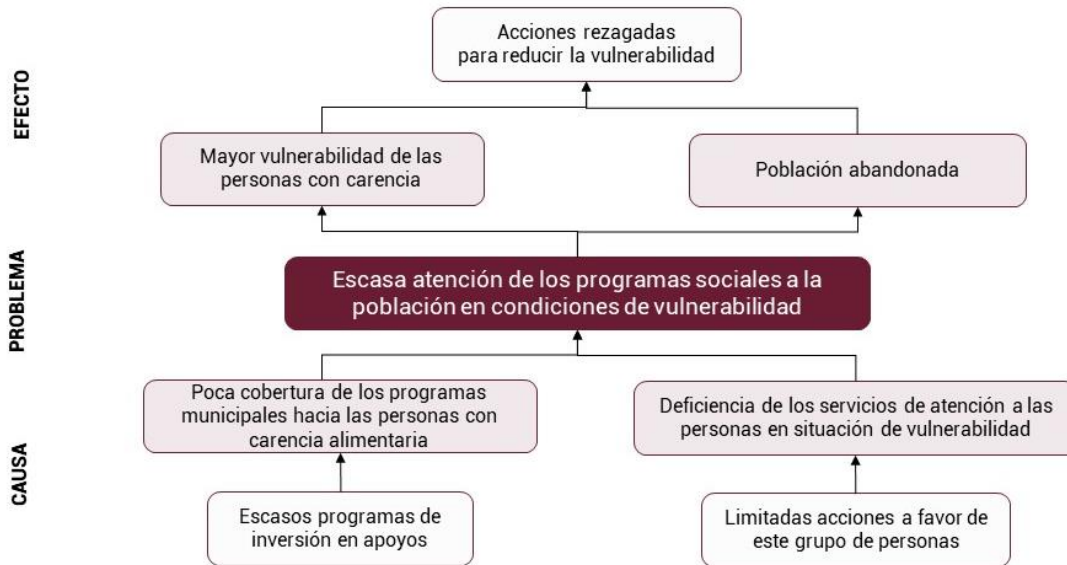 EFECTO
Acciones rezagadas
para reducir la vulnerabilidad
Mayor vulnerabilidad de las
personas con carencia
Población abandonada
PROBLEMA
Escasa atención de los programas sociales a la
población en condiciones de vulnerabilidad
CAUSA
Poca cobertura de los programas
municipales hacia las personas con
carencia alimentaria
Deficiencia de los servicios de atención a las
personas en situación de vulnerabilidad
Escasos programas de
inversión en apoyos
Limitadas acciones a favor de
este grupo de personas